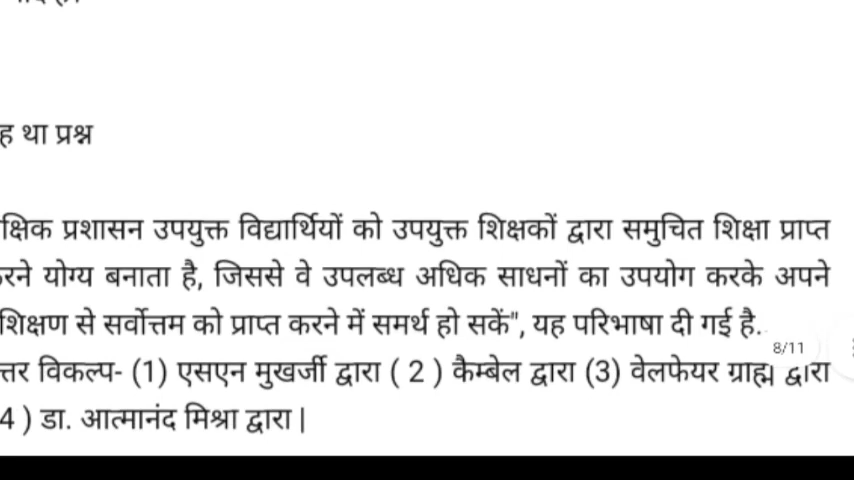 ह था प्रश्न
क्षिक प्रशासन उपयुक्त विद्यार्थियों को उपयुक्त शिक्षकों द्वारा समुचित शिक्षा प्राप्त
रने योग्य बनाता है, जिससे वे उपलब्ध अधिक साधनों का उपयोग करके अपने
शिक्षण से सर्वोत्तम को प्राप्त करने में समर्थ हो सकें", यह परिभाषा दी गई है.
8/11
त्तर विकल्प- (1) एसएन मुखर्जी द्वारा ( 2 ) कैम्बेल द्वारा (3) वेलफेयर ग्राह्म द्वारा
4 ) डा. आत्मानंद मिश्रा द्वारा |